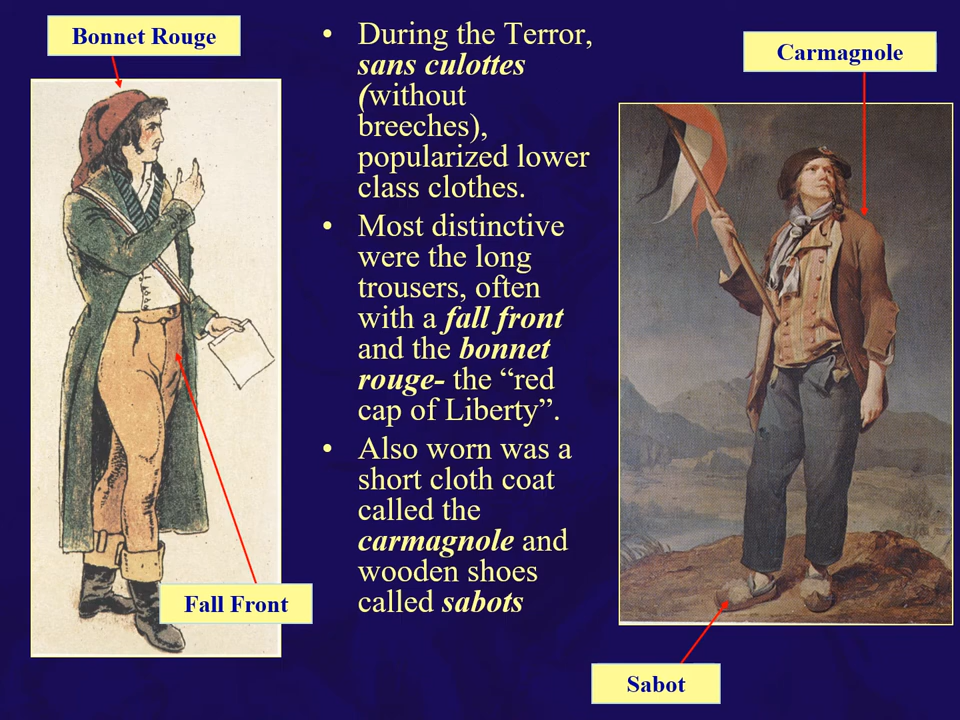 Bonnet Rouge
• During the Terror,
sans culottes
(without
breeches),
popularized lower
class clothes.
• Most distinctive
were the long
trousers, often
with a fall front
and the bonnet
rouge- the “red
cap of Liberty”.
• Also worn was a
short cloth coat
called the
carmagnole and
wooden shoes
called sabots
Carmagnole
Fall Front
Sabot